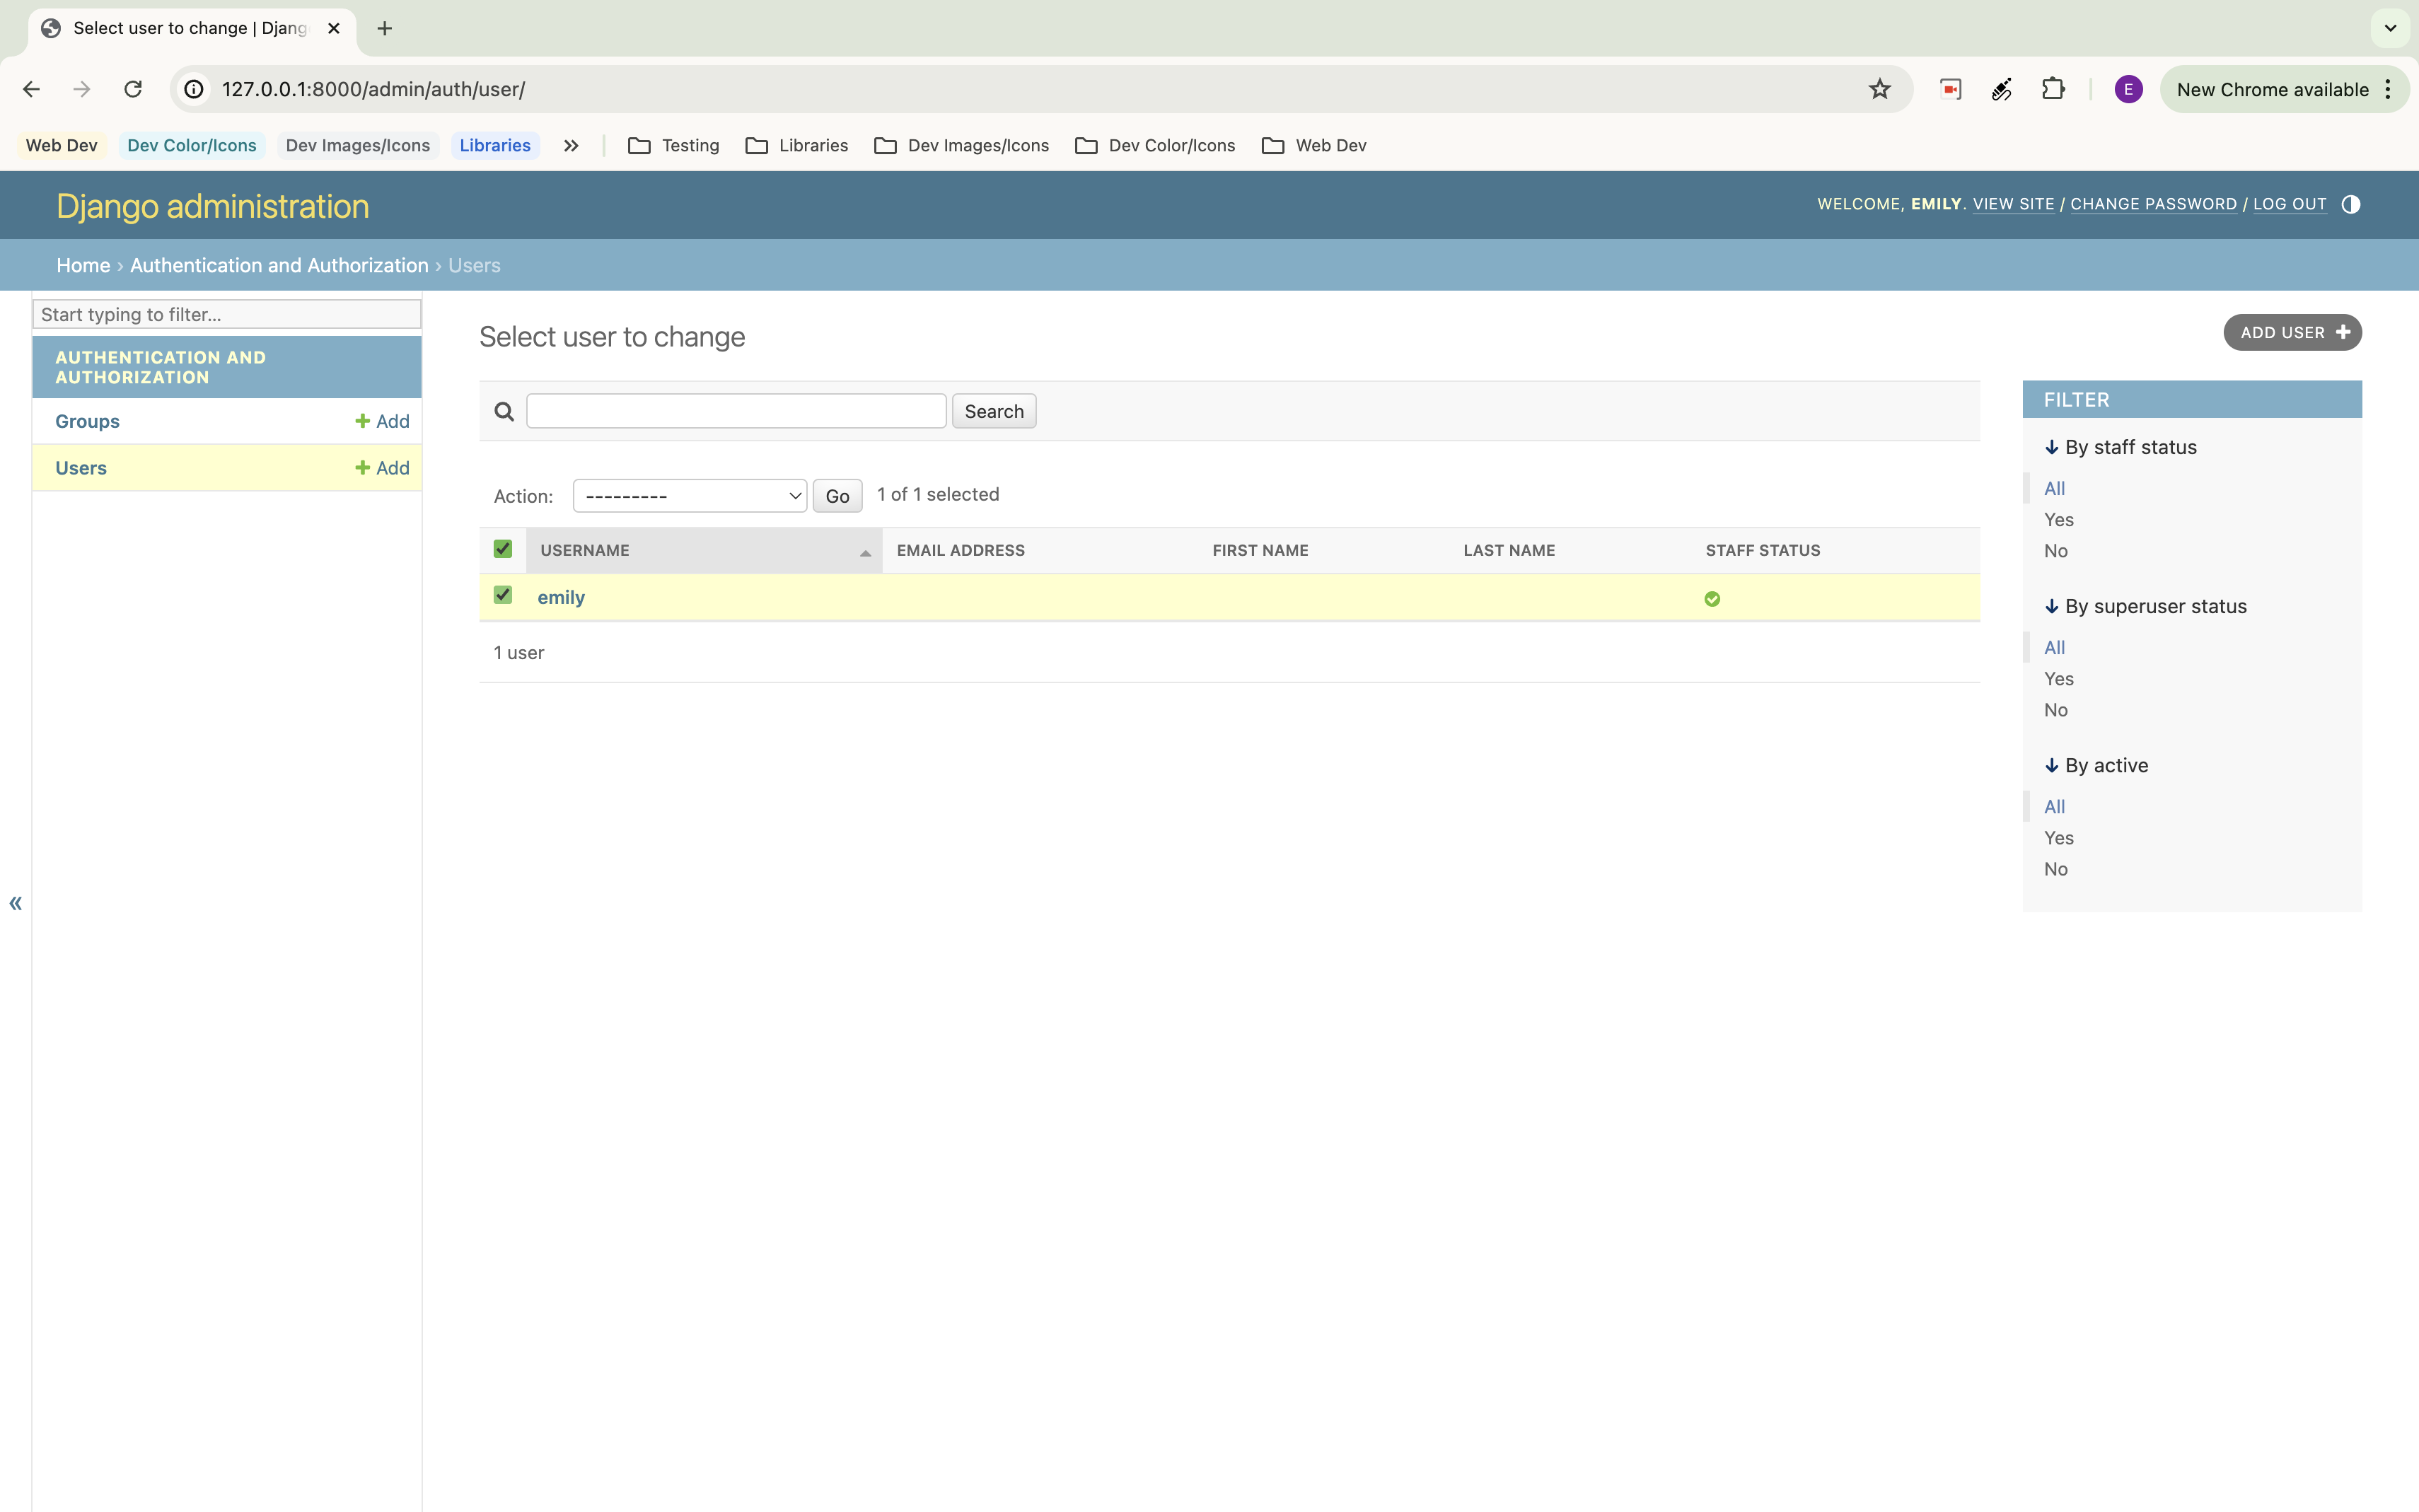 Select user to change | Djang
127.0.0.1:8000/admin/auth/user/
E
New Chrome available
Web Dev
Dev Color/Icons
Dev Images/Icons
Libraries
Testing
Libraries
Dev Images/Icons
Dev Color/Icons
Web Dev
Django administration
WELCOME, EMILY. VIEW SITE / CHANGE PASSWORD / LOG OUT
Home › Authentication and Authorization › Users
Start typing to filter...
AUTHENTICATION AND
AUTHORIZATION
Groups + Add
Users + Add
Select user to change
ADD USER +
Search
Action: --------- Go 1 of 1 selected
USERNAME EMAIL ADDRESS FIRST NAME LAST NAME STAFF STATUS
emily
1 user
FILTER
↓ By staff status
All
Yes
No
↓ By superuser status
All
Yes
No
↓ By active
All
Yes
No
«